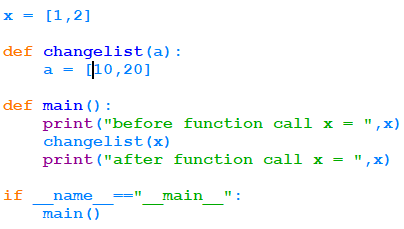 x = [1,2]
def changelist(a):
    a = [10,20]
def main():
    print("before function call x = ",x)
    changelist(x)
    print("after function call x = ",x)
if __name__=="__main__":
    main()